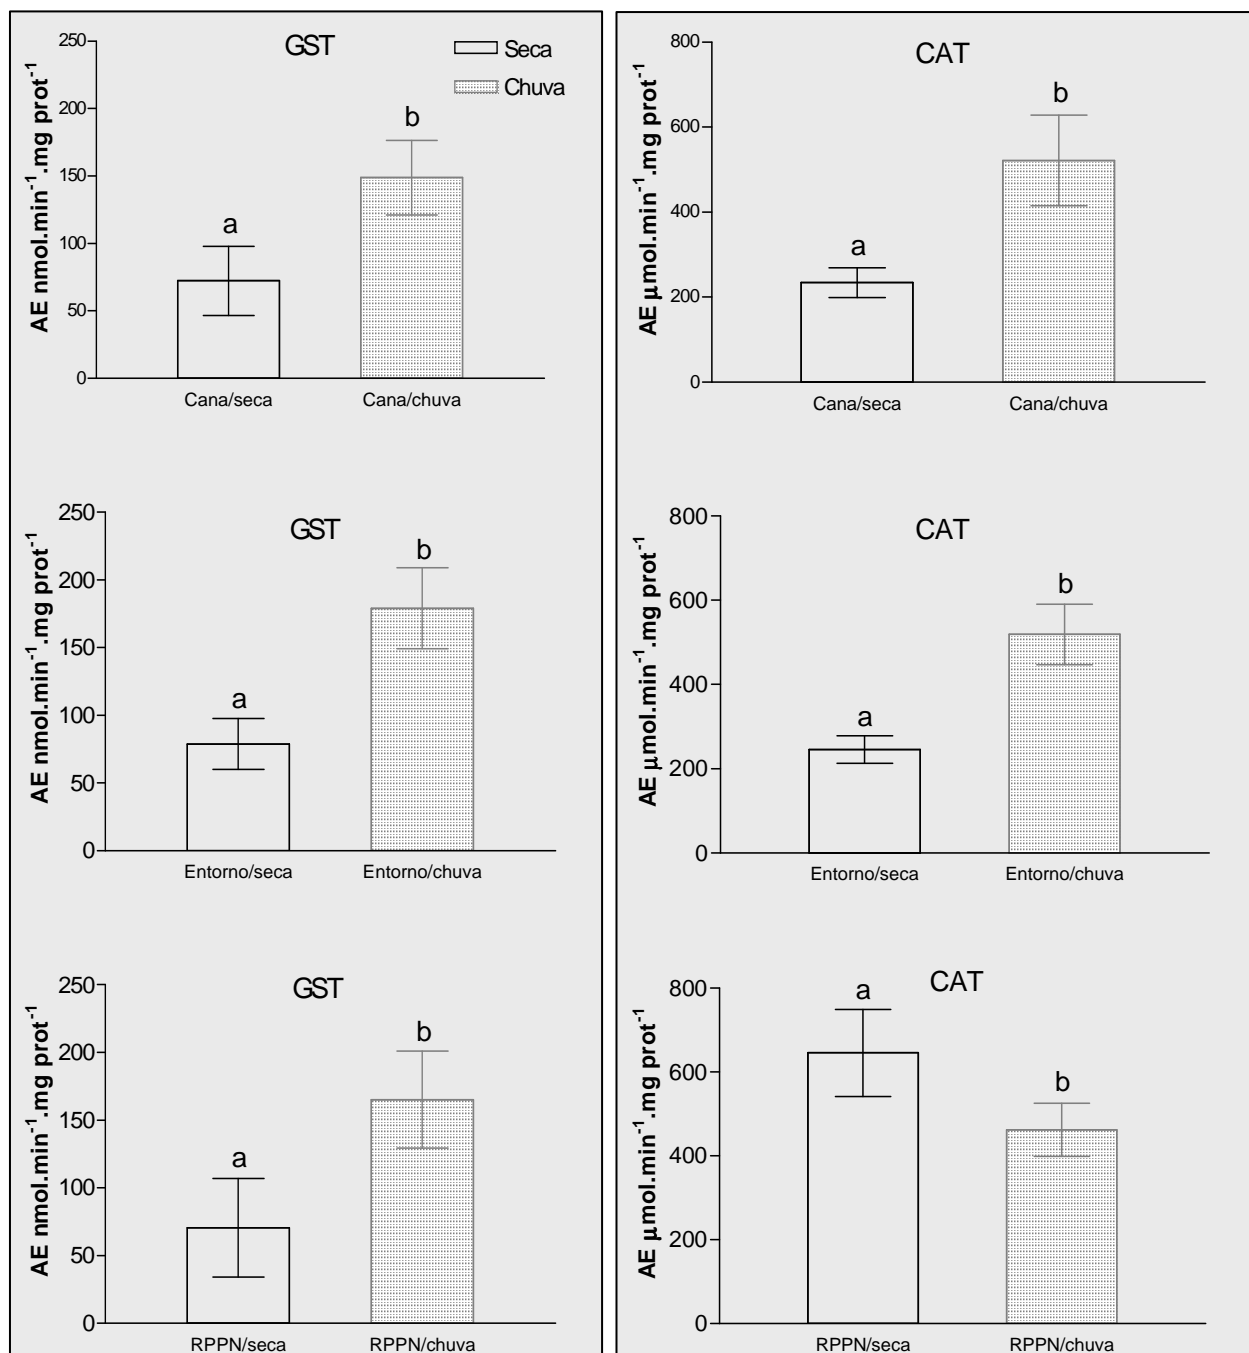 GST
Seca
Chuva
AE nmol.min⁻¹.mg prot⁻¹
250
200
150
100
50
0
a
b
Cana/seca
Cana/chuva
CAT
AE μmol.min⁻¹.mg prot⁻¹
800
600
400
200
0
a
b
Cana/seca
Cana/chuva
GST
AE nmol.min⁻¹.mg prot⁻¹
250
200
150
100
50
0
a
b
Entorno/seca
Entorno/chuva
CAT
AE μmol.min⁻¹.mg prot⁻¹
800
600
400
200
0
a
b
Entorno/seca
Entorno/chuva
GST
AE nmol.min⁻¹.mg prot⁻¹
250
200
150
100
50
0
a
b
RPPN/seca
RPPN/chuva
CAT
AE μmol.min⁻¹.mg prot⁻¹
800
600
400
200
0
a
b
RPPN/seca
RPPN/chuva